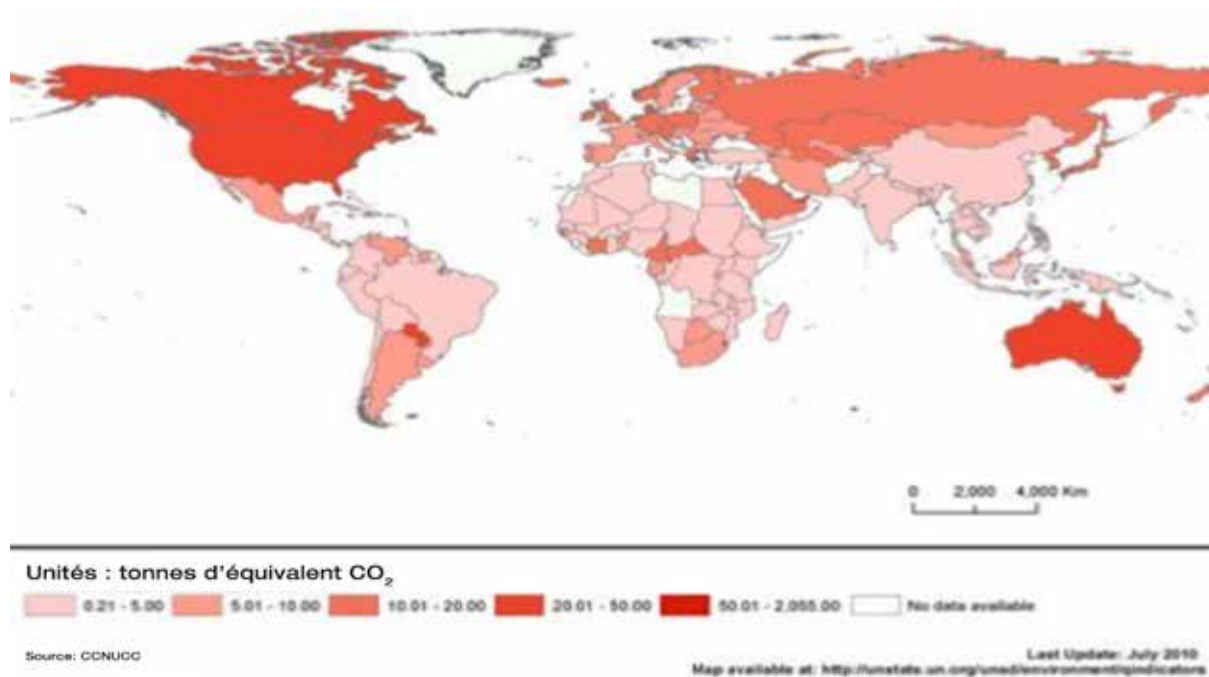 0 2,000 4,000 Km
Unités : tonnes d'équivalent CO₂
0.21 - 5.00 5.01 - 10.00 10.01 - 20.00 20.01 - 50.00 50.01 - 2,055.00 No data available
Source: CCNUCC
Last Update: July 2010
Map available at: http://unstats.un.org/unsd/environment/qindicators